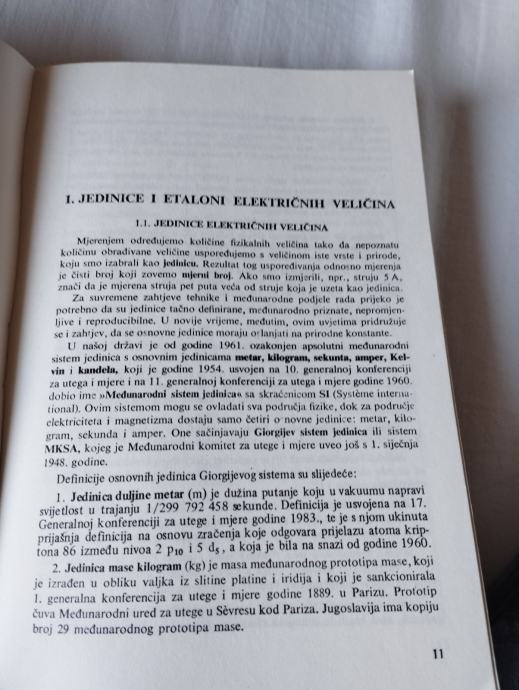 1. JEDINICE I ETALONI ELEKTRIČNIH VELIČINA
1.1. JEDINICE ELEKTRIČNIH VELIČINA
Mjerenjem određujemo količine fizikalnih veličina tako da nepoznatu
količinu obrađivane veličine uspoređujemo s veličinom iste vrste i prirode,
koju smo izabrali kao jedinicu. Rezultat tog uspoređivanja odnosno mjerenja
je čisti broj koji zovemo mjerni broj. Ako smo izmjerili, npr., struju 5 A,
znači da je mjerena struja pet puta veća od struje koja je uzeta kao jedinica.
Za suvremene zahtjeve tehnike i međunarodne podjele rada prijeko je
potrebno da su jedinice tačno definirane, međunarodno priznate, nepromjen-
ljive i reproducibilne. U novije vrijeme, međutim, ovim uvjetima pridružuje
se i zahtjev, da se osnovne jedinice moraju oslanjati na prirodne konstante.
U našoj državi je od godine 1961. ozakonjen apsolutni međunarodni
sistem jedinica s osnovnim jedinicama metar, kilogram, sekunta, amper, Kel-
vin i kandela, koji je godine 1954. usvojen na 10. generalnoj konferenciji
za utega i mjere i na 11. generalnoj konferenciji za utege i mjere godine 1960.
dobio ime »Međunarodni sistem jedinica« sa skraćenicom SI (Système interna-
tional). Ovim sistemom mogu se ovladati sva područja fizike, dok za područje
elektriciteta i magnetizma dostaju samo četiri onovne jedinice: metar, kilo-
gram, sekunda i amper. One sačinjavaju Giorgijev sistem jedinica ili sistem
MKSA, kojeg je Međunarodni komitet za utege i mjere uveo još s 1. siječnja
1948. godine.
Definicije osnovnih jedinica Giorgijevog sistema su slijedeće:
1. Jedinica duljine metar (m) je dužina putanje koju u vakuumu napravi
svijetlost u trajanju 1/299 792 458 sekunde. Definicija je usvojena na 17.
Generalnoj konferenciji za utege i mjere godine 1983., te je s njom ukinuta
prijašnja definicija na osnovu zračenja koje odgovara prijelazu atoma krip-
tona 86 između nivoa 2 p10 i 5 d5, a koja je bila na snazi od godine 1960.
2. Jedinica mase kilogram (kg) je masa međunarodnog prototipa mase, koji
je izrađen u obliku valjka iz slitine platine i iridija i koji je sankcionirala
1. generalna konferencija za utege i mjere godine 1889. u Parizu. Prototip
čuva Međunarodni ured za utege u Sèvresu kod Pariza. Jugoslavija ima kopiju
broj 29 međunarodnog prototipa mase.
11